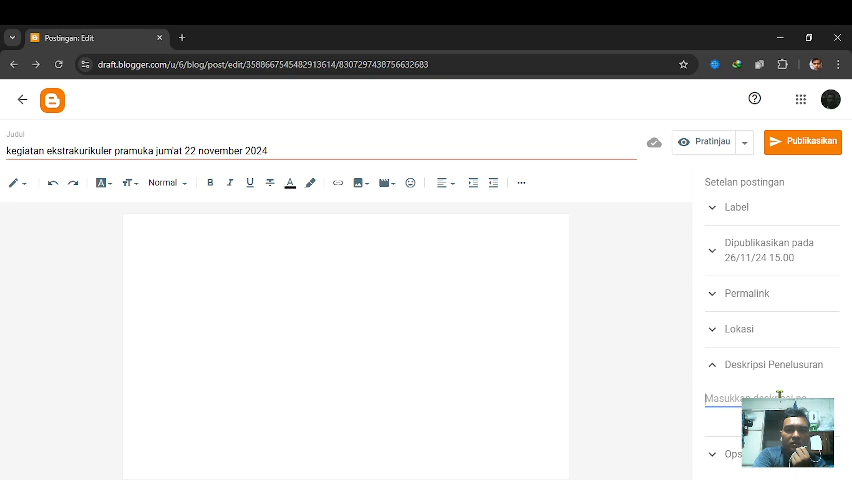 Postingan: Edit
draft.blogger.com/u/6/blog/post/edit/3588667545482913614/8307297438756632683
Judul
kegiatan ekstrakurikuler pramuka jum'at 22 november 2024
Pratinjau
Publikasikan
Normal
Setelan postingan
Label
Dipublikasikan pada
26/11/24 15.00
Permalink
Lokasi
Deskripsi Penelusuran
Masukkan